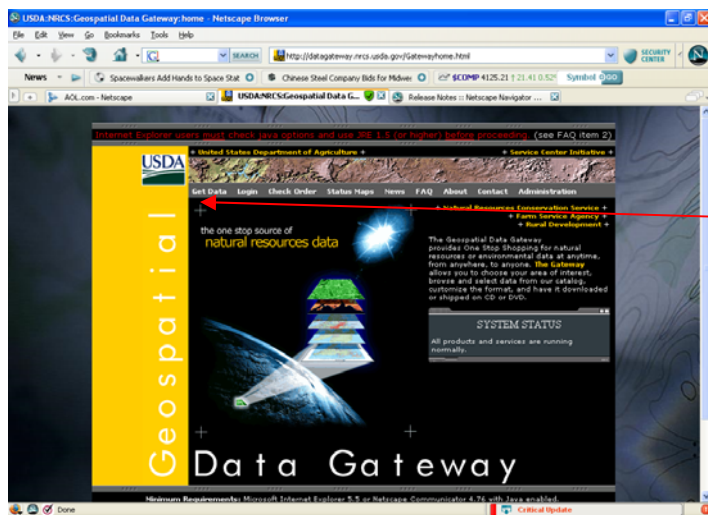 USDA:NRCS:Geospatial Data Gateway:home - Netscape Browser
File Edit View Go Bookmarks Tools Help
SEARCH http://datagateway.nrcs.usda.gov/Gatewayhome.html SECURITY CENTER
News Spacewalkers Add Hands to Space Stat Chinese Steel Company Bids for Midwes $COMP 4125.21 ↑ 21.41 0.52% Symbol GO
AOL.com - Netscape USDA:NRCS:Geospatial Data G... Release Notes :: Netscape Navigator ...
Internet Explorer users must check java options and use JRE 1.5 (or higher) before proceeding. (see FAQ item 2)
USDA
+ United States Department of Agriculture + + Service Center Initiative +
Get Data Login Check Order Status Maps News FAQ About Contact Administration
+ Natural Resources Conservation Service +
+ Farm Service Agency +
+ Rural Development +
the one stop source of
natural resources data
The Geospatial Data Gateway
provides One Stop Shopping for natural
resources or environmental data at anytime,
from anywhere, to anyone. The Gateway
allows you to choose your area of interest,
browse and select data from our catalog,
customize the format, and have it downloaded
or shipped on CD or DVD.
SYSTEM STATUS
All products and services are running
normally.
Geospatial
Data Gateway
Minimum Requirements: Microsoft Internet Explorer 5.5 or Netscape Communicator 4.76 with Java enabled.
Done Critical Update